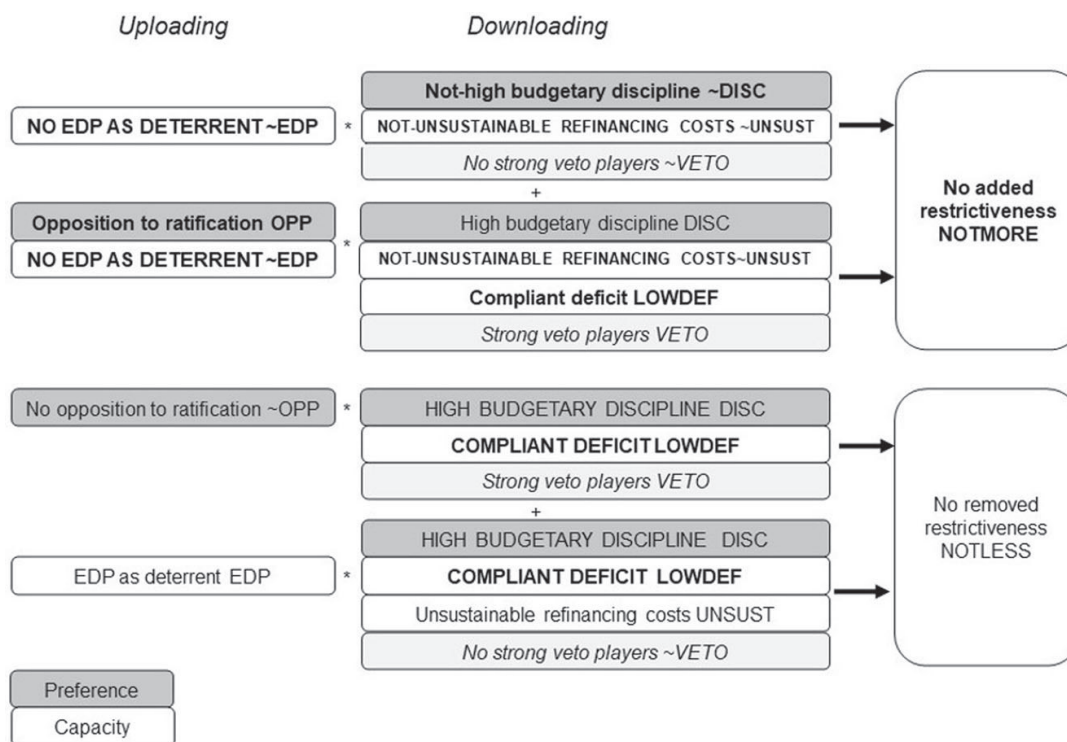 Uploading Downloading
Not-high budgetary discipline ~DISC
NO EDP AS DETERRENT ~EDP * NOT-UNSUSTAINABLE REFINANCING COSTS ~UNSUST
No strong veto players ~VETO
+
No added
restrictiveness
NOTMORE
Opposition to ratification OPP High budgetary discipline DISC
*
NO EDP AS DETERRENT ~EDP NOT-UNSUSTAINABLE REFINANCING COSTS~UNSUST
Compliant deficit LOWDEF
Strong veto players VETO
No opposition to ratification ~OPP * HIGH BUDGETARY DISCIPLINE DISC
COMPLIANT DEFICIT LOWDEF
Strong veto players VETO
+
No removed
restrictiveness
NOTLESS
HIGH BUDGETARY DISCIPLINE DISC
EDP as deterrent EDP * COMPLIANT DEFICIT LOWDEF
Unsustainable refinancing costs UNSUST
No strong veto players ~VETO
Preference
Capacity